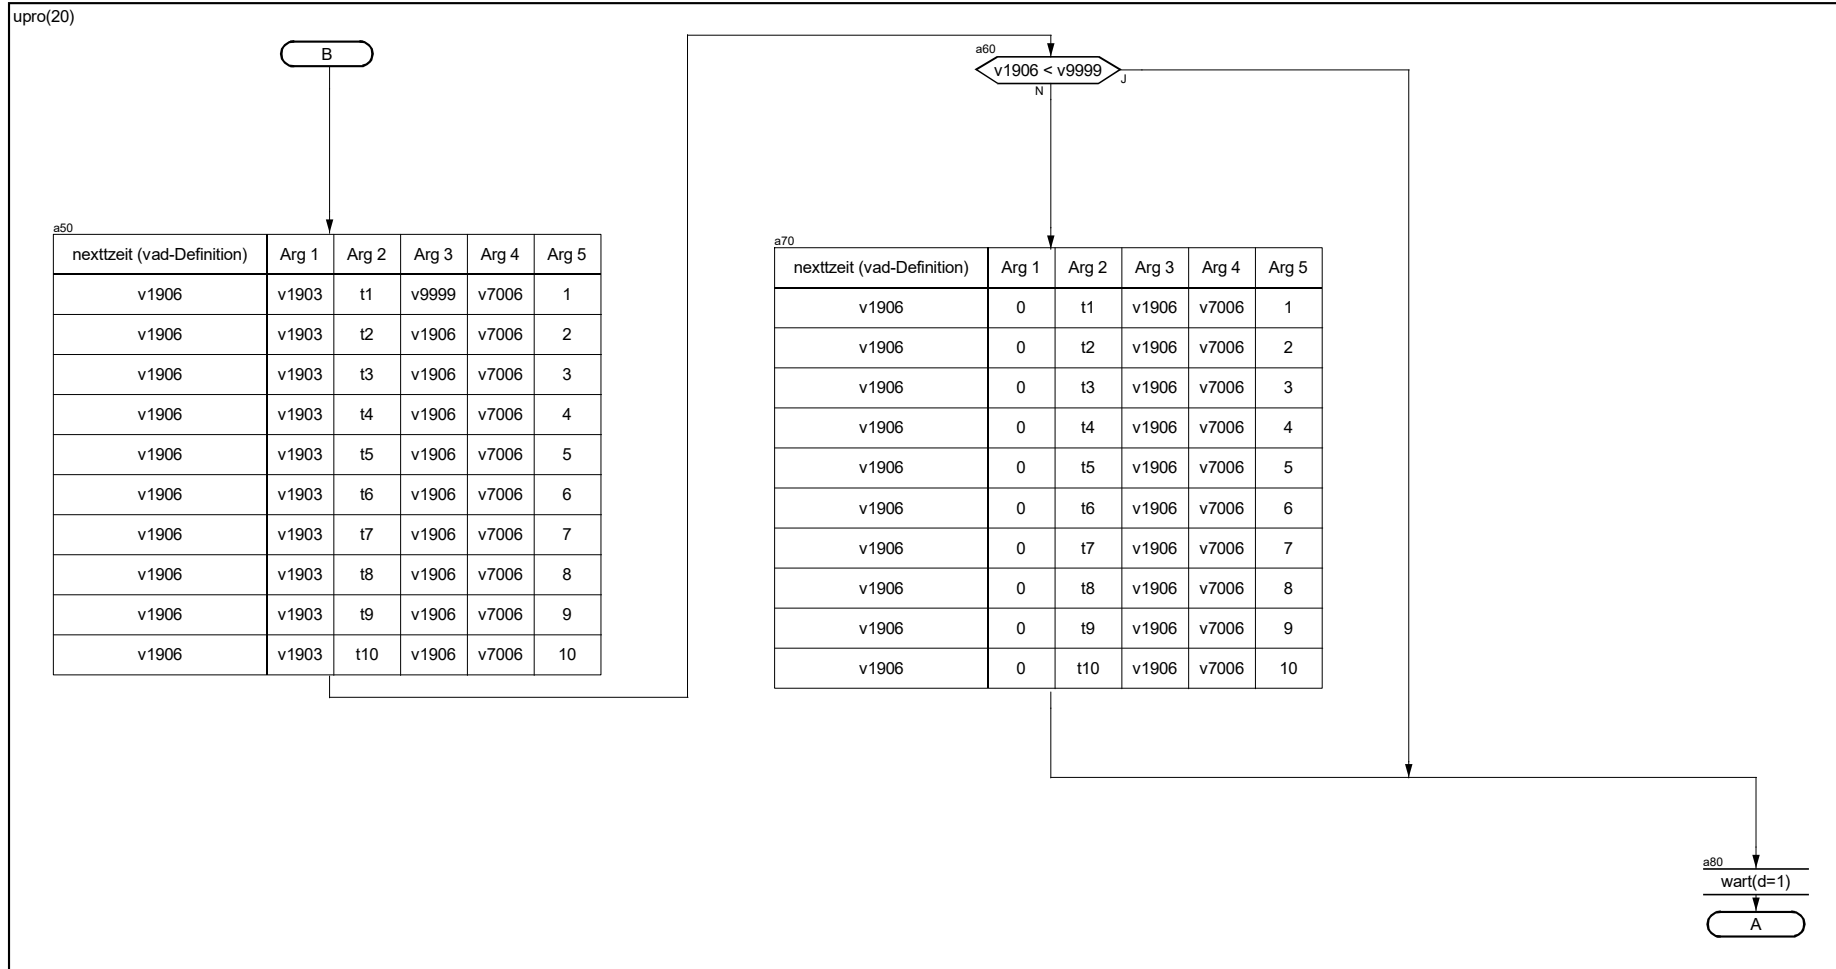 upro(20)
B
a50
nexttzeit (vad-Definition) Arg 1 Arg 2 Arg 3 Arg 4 Arg 5
v1906 v1903 t1 v9999 v7006 1
v1906 v1903 t2 v1906 v7006 2
v1906 v1903 t3 v1906 v7006 3
v1906 v1903 t4 v1906 v7006 4
v1906 v1903 t5 v1906 v7006 5
v1906 v1903 t6 v1906 v7006 6
v1906 v1903 t7 v1906 v7006 7
v1906 v1903 t8 v1906 v7006 8
v1906 v1903 t9 v1906 v7006 9
v1906 v1903 t10 v1906 v7006 10
a60
v1906 < v9999
J
N
a70
nexttzeit (vad-Definition) Arg 1 Arg 2 Arg 3 Arg 4 Arg 5
v1906 0 t1 v1906 v7006 1
v1906 0 t2 v1906 v7006 2
v1906 0 t3 v1906 v7006 3
v1906 0 t4 v1906 v7006 4
v1906 0 t5 v1906 v7006 5
v1906 0 t6 v1906 v7006 6
v1906 0 t7 v1906 v7006 7
v1906 0 t8 v1906 v7006 8
v1906 0 t9 v1906 v7006 9
v1906 0 t10 v1906 v7006 10
a80
wart(d=1)
A